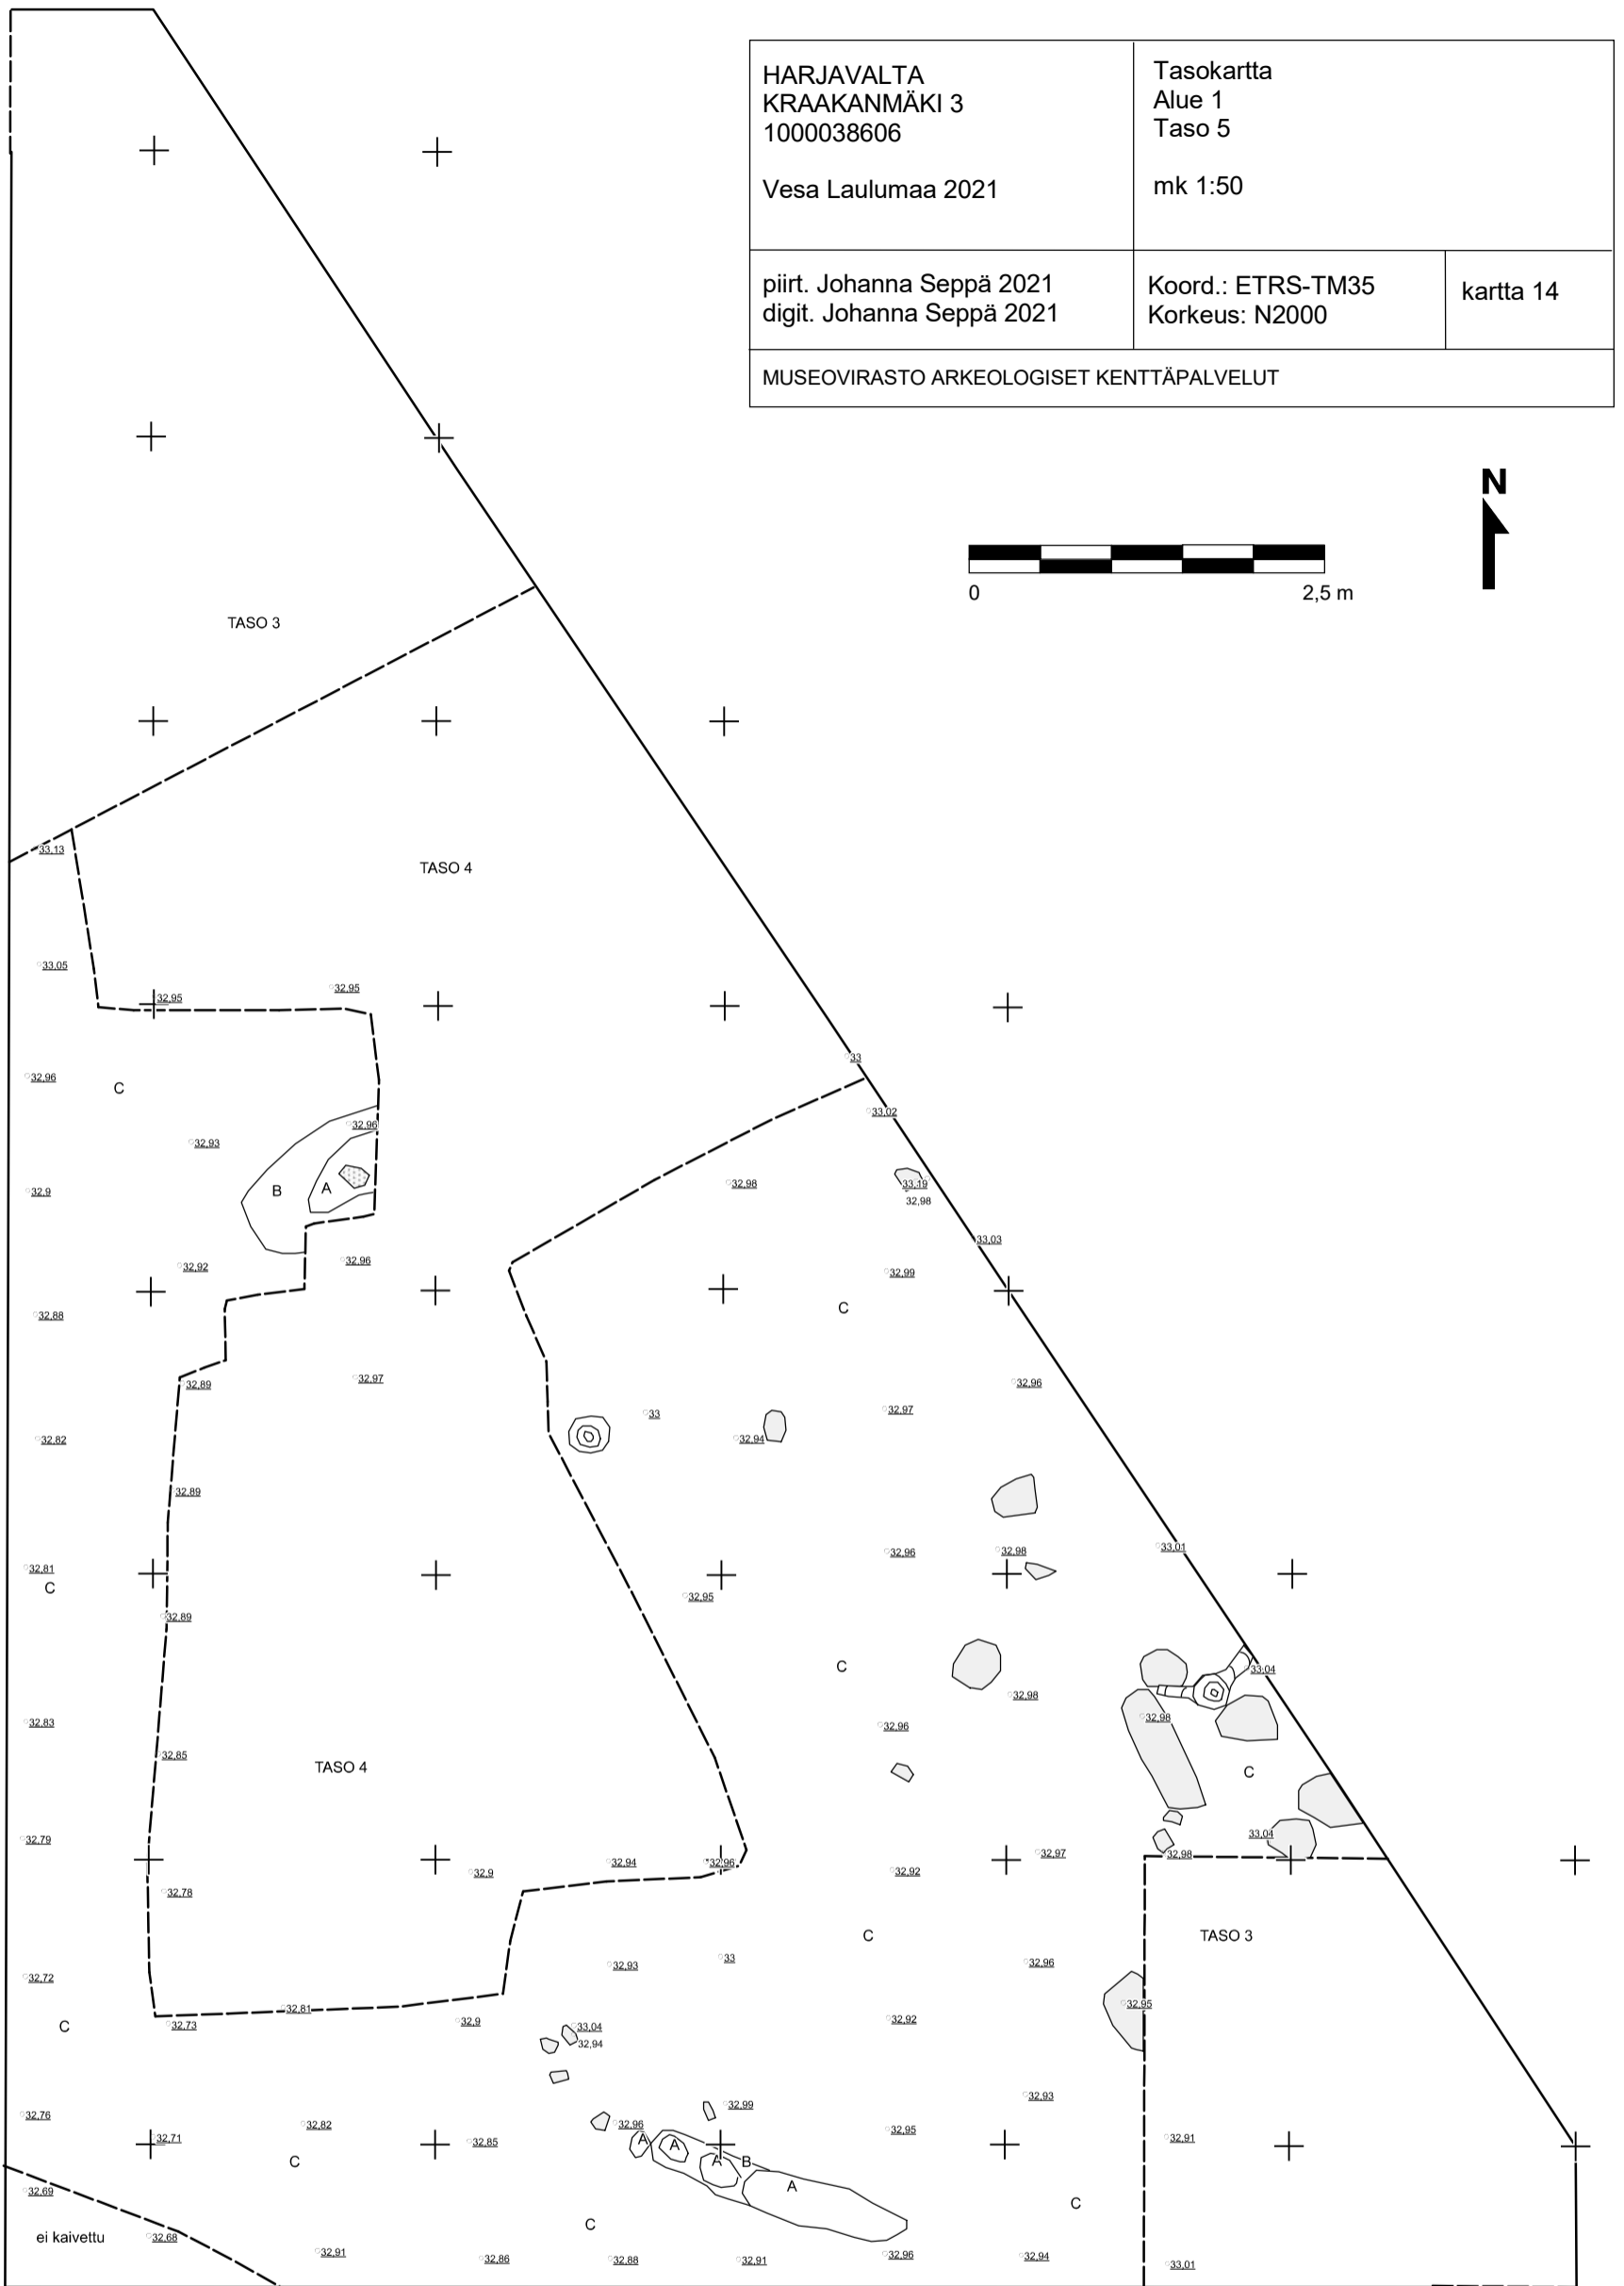 HARJAVALTA
KRAAKANMÄKI 3
1000038606
Vesa Laulumaa 2021
Tasokartta
Alue 1
Taso 5
mk 1:50
piirt. Johanna Seppä 2021
digit. Johanna Seppä 2021
Koord.: ETRS-TM35
Korkeus: N2000
kartta 14
MUSEOVIRASTO ARKEOLOGISET KENTTÄPALVELUT
N
0 2,5 m
TASO 3
33,13
TASO 4
33,05
32,95
32,95
33
32,96
C
33,02
32,96
32,93
32,98
33,19
32,98
32,9
B
A
33,03
32,92
32,96
32,99
C
32,88
32,97
32,89
32,96
32,97
33
32,94
32,82
32,89
33,01
32,98
32,96
32,81
C
32,95
32,89
C
33,04
32,98
32,98
32,83
32,96
32,85
TASO 4
C
32,79
33,04
32,97
32,98
32,94
32,96
32,9
32,92
32,78
C
TASO 3
33
32,96
32,93
32,72
32,95
32,81
32,9
32,92
C
32,73
33,04
32,94
32,93
32,99
32,76
32,82
32,96
32,95
32,71
32,85
A
A
32,91
C
A
B
A
32,69
C
C
ei kaivettu
32,68
32,91
32,86
32,88
32,91
32,96
32,94
33,01